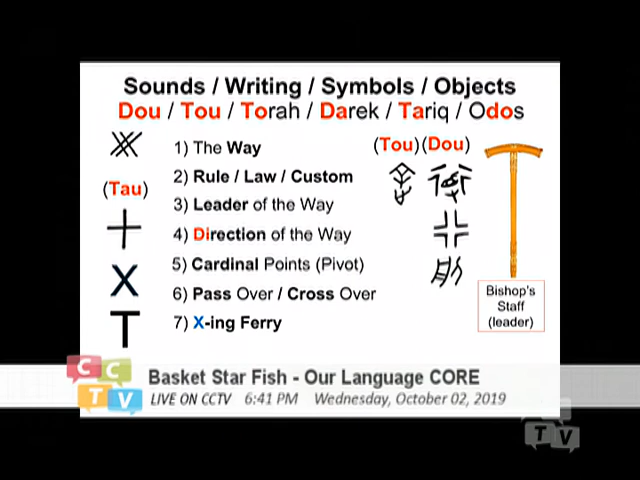 Sounds / Writing / Symbols / Objects
Dou / Tou / Torah / Darek / Tariq / Odos
1) The Way
(Tou) (Dou)
2) Rule / Law / Custom
(Tau)
3) Leader of the Way
4) Direction of the Way
5) Cardinal Points (Pivot)
X
6) Pass Over / Cross Over
T
7) X-ing Ferry
Bishop's
Staff
(leader)
CCTV
Basket Star Fish - Our Language CORE
LIVE ON CCTV 6:41 PM Wednesday, October 02, 2019
TV